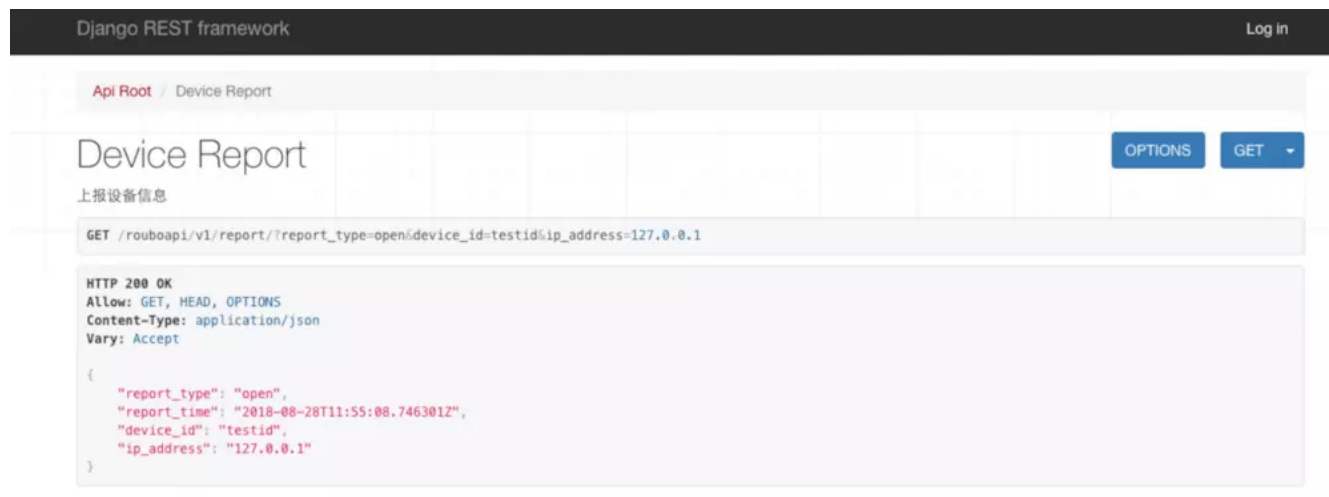 Django REST framework Log in
Api Root / Device Report
Device Report OPTIONS GET
上报设备信息
GET /rouboapi/v1/report/?report_type=open&device_id=testid&ip_address=127.0.0.1
HTTP 200 OK
Allow: GET, HEAD, OPTIONS
Content-Type: application/json
Vary: Accept
{
"report_type": "open",
"report_time": "2018-08-28T11:55:08.746301Z",
"device_id": "testid",
"ip_address": "127.0.0.1"
}